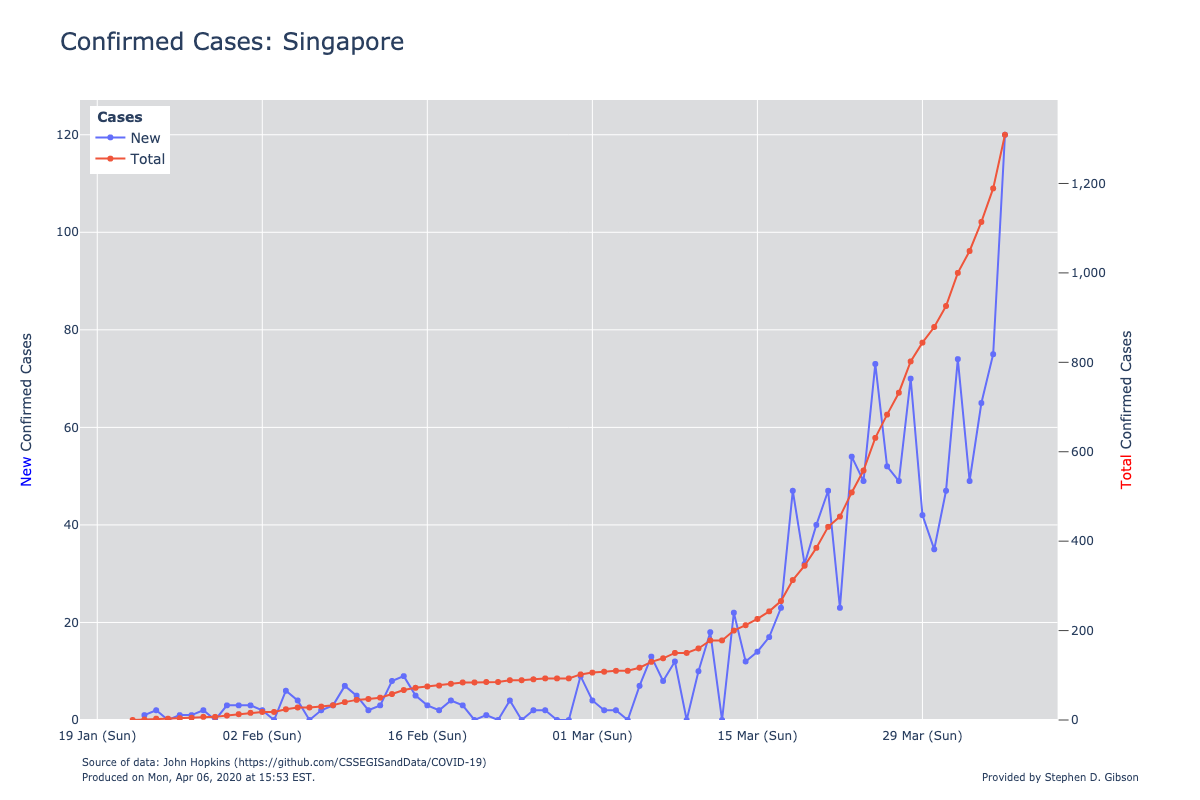 Confirmed Cases: Singapore
Cases
New
Total
120
100
80
60
40
20
0
1,200
1,000
800
600
400
200
0
New Confirmed Cases
Total Confirmed Cases
19 Jan (Sun)
02 Feb (Sun)
16 Feb (Sun)
01 Mar (Sun)
15 Mar (Sun)
29 Mar (Sun)
Source of data: John Hopkins (https://github.com/CSSEGISandData/COVID-19)
Produced on Mon, Apr 06, 2020 at 15:53 EST.
Provided by Stephen D. Gibson